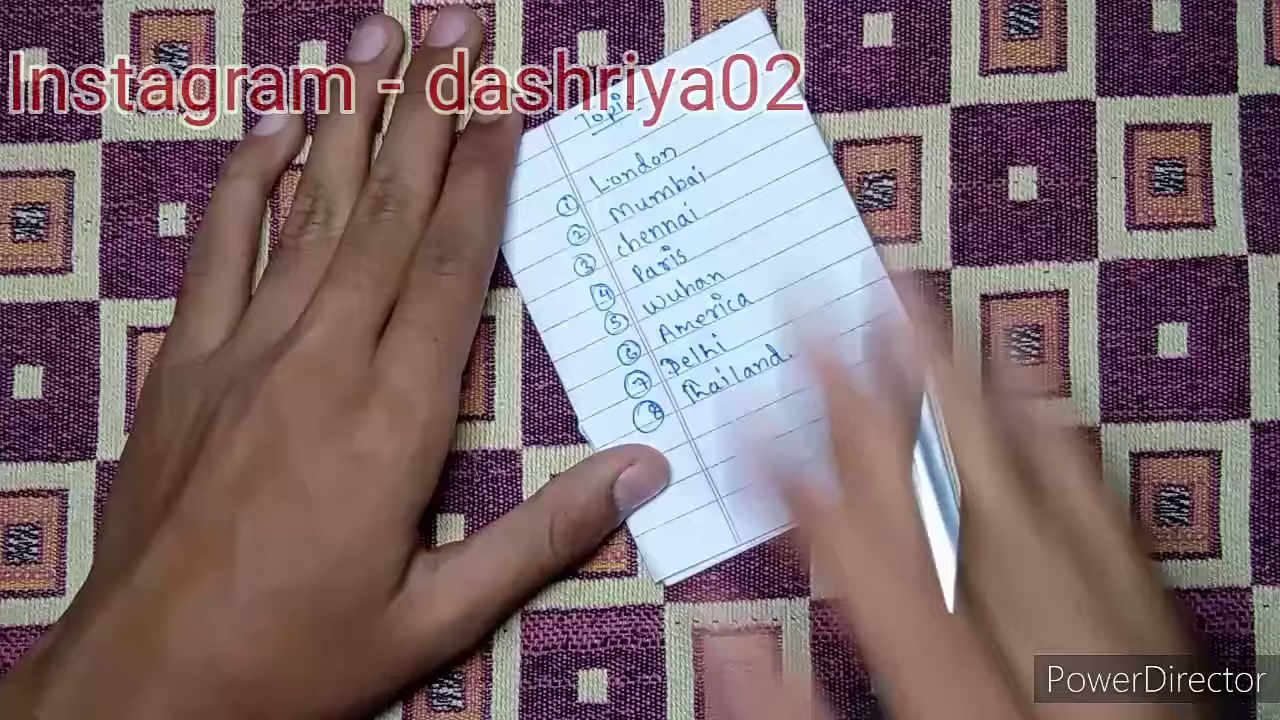 Instagram - dashriya02
Topic
① London
② Mumbai
③ chennai
④ Paris
⑤ wuhan
⑥ America
⑦ Delhi
⑧ Thailand.
PowerDirector